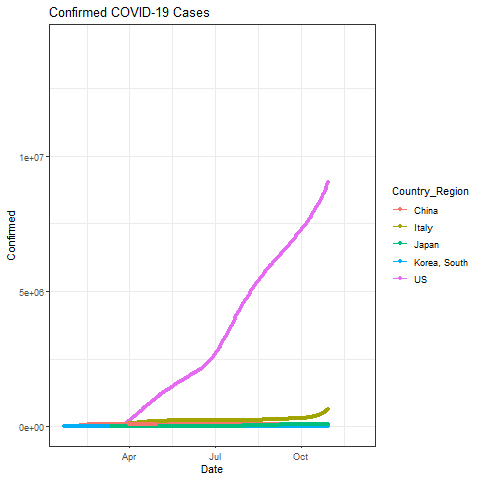 Confirmed COVID-19 Cases
Confirmed
1e+07
5e+06
0e+00
Apr
Jul
Oct
Date
Country_Region
China
Italy
Japan
Korea, South
US